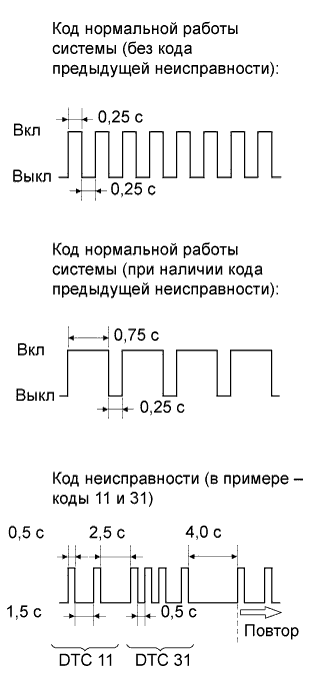 Код нормальной работы
системы (без кода
предыдущей неисправности):
0,25 с
Вкл
Выкл
0,25 с
Код нормальной работы
системы (при наличии кода
предыдущей неисправности):
0,75 с
Вкл
Выкл
0,25 с
Код неисправности (в примере –
коды 11 и 31)
0,5 с 2,5 с 4,0 с
1,5 с 0,5 с
Повтор
DTC 11 DTC 31